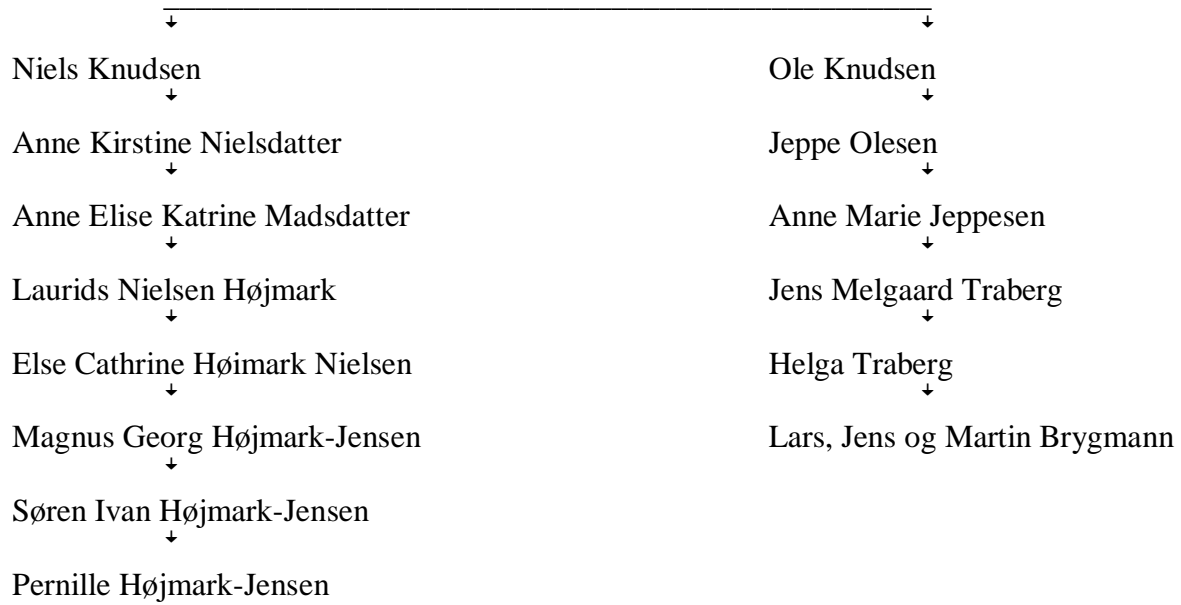 Niels Knudsen Ole Knudsen
Anne Kirstine Nielsdatter Jeppe Olesen
Anne Elise Katrine Madsdatter Anne Marie Jeppesen
Laurids Nielsen Højmark Jens Melgaard Traberg
Else Cathrine Høimark Nielsen Helga Traberg
Magnus Georg Højmark-Jensen Lars, Jens og Martin Brygmann
Søren Ivan Højmark-Jensen
Pernille Højmark-Jensen